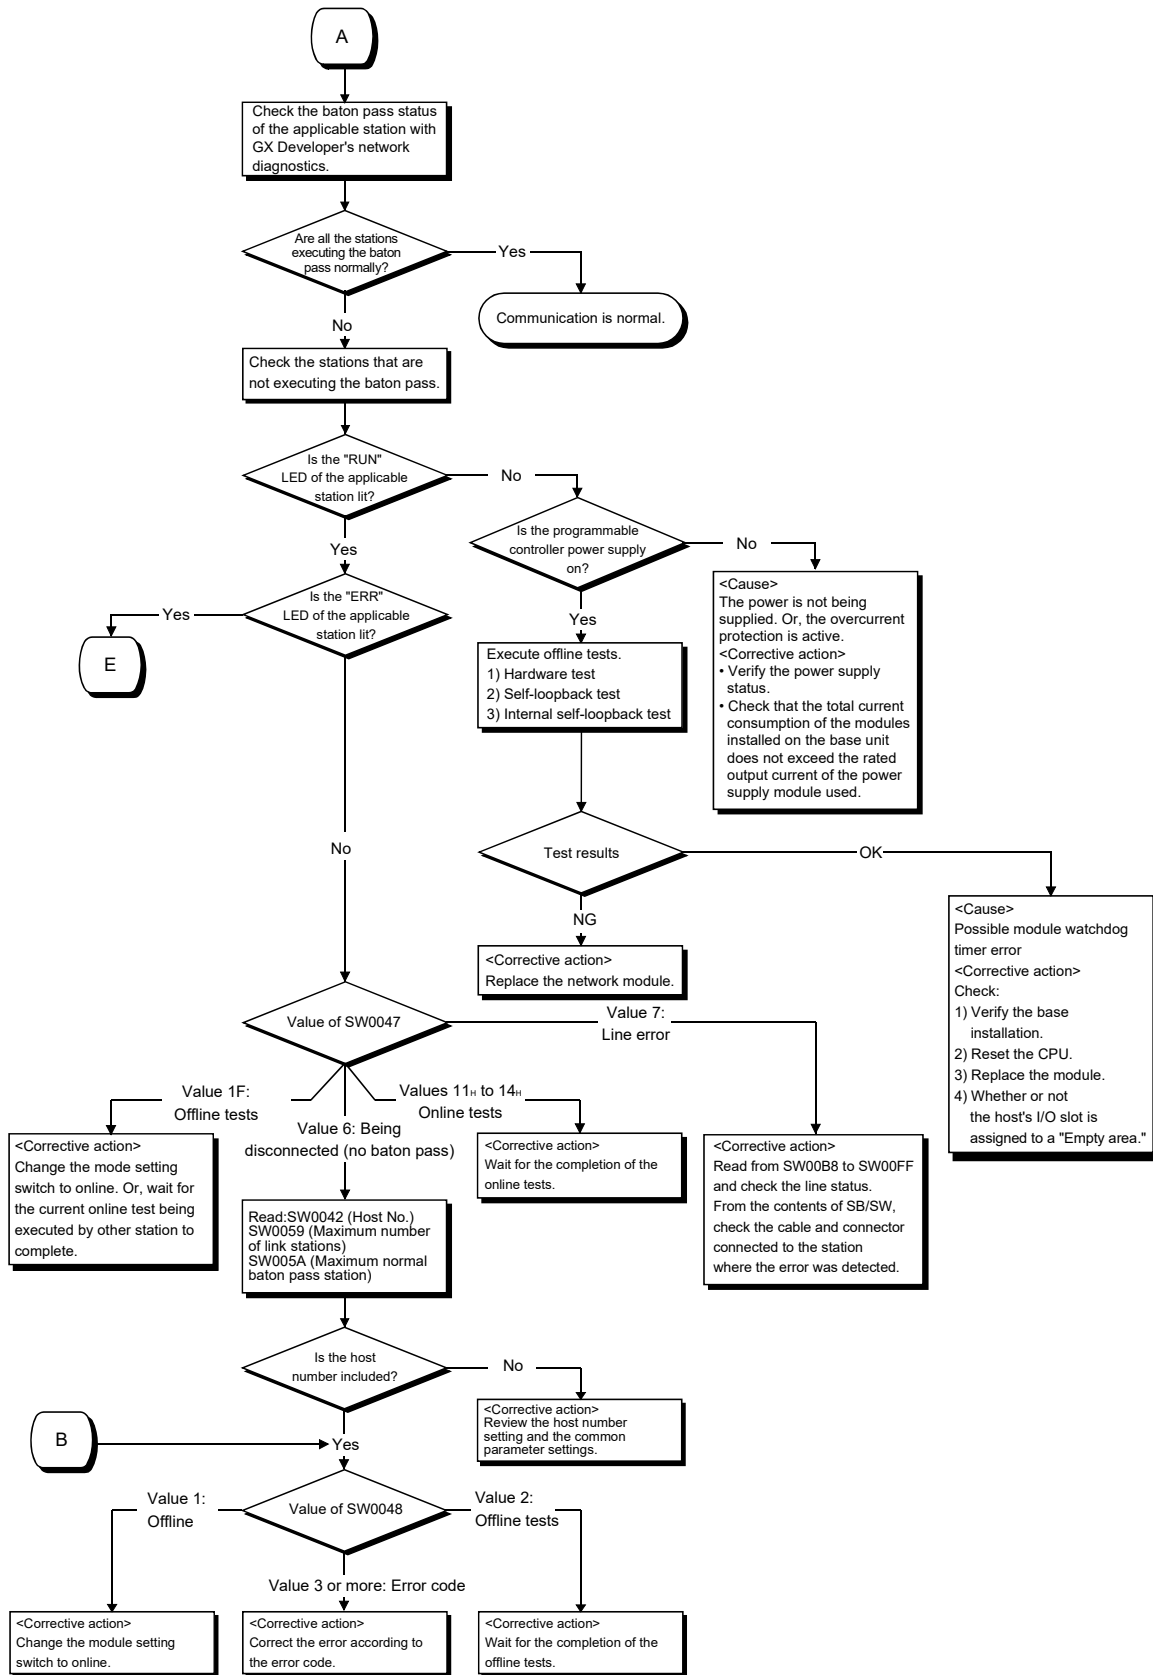 A
Check the baton pass status
of the applicable station with
GX Developer's network
diagnostics.
Are all the stations
executing the baton
pass normally?
Yes
Communication is normal.
No
Check the stations that are
not executing the baton pass.
Is the "RUN"
LED of the applicable
station lit?
No
Is the programmable
controller power supply
on?
No
<Cause>
The power is not being
supplied. Or, the overcurrent
protection is active.
<Corrective action>
• Verify the power supply
status.
• Check that the total current
consumption of the modules
installed on the base unit
does not exceed the rated
output current of the power
supply module used.
Yes
Is the "ERR"
LED of the applicable
station lit?
Yes
E
Yes
Execute offline tests.
1) Hardware test
2) Self-loopback test
3) Internal self-loopback test
Test results
OK
<Cause>
Possible module watchdog
timer error
<Corrective action>
Check:
1) Verify the base
installation.
2) Reset the CPU.
3) Replace the module.
4) Whether or not
the host's I/O slot is
assigned to a "Empty area."
NG
<Corrective action>
Replace the network module.
No
Value of SW0047
Value 7:
Line error
Value 1F:
Offline tests
Value 6: Being
disconnected (no baton pass)
Values 11H to 14H
Online tests
<Corrective action>
Change the mode setting
switch to online. Or, wait for
the current online test being
executed by other station to
complete.
<Corrective action>
Wait for the completion of the
online tests.
<Corrective action>
Read from SW00B8 to SW00FF
and check the line status.
From the contents of SB/SW,
check the cable and connector
connected to the station
where the error was detected.
Read:SW0042 (Host No.)
SW0059 (Maximum number
of link stations)
SW005A (Maximum normal
baton pass station)
Is the host
number included?
No
<Corrective action>
Review the host number
setting and the common
parameter settings.
B
Yes
Value of SW0048
Value 1:
Offline
Value 2:
Offline tests
Value 3 or more: Error code
<Corrective action>
Change the module setting
switch to online.
<Corrective action>
Correct the error according to
the error code.
<Corrective action>
Wait for the completion of the
offline tests.